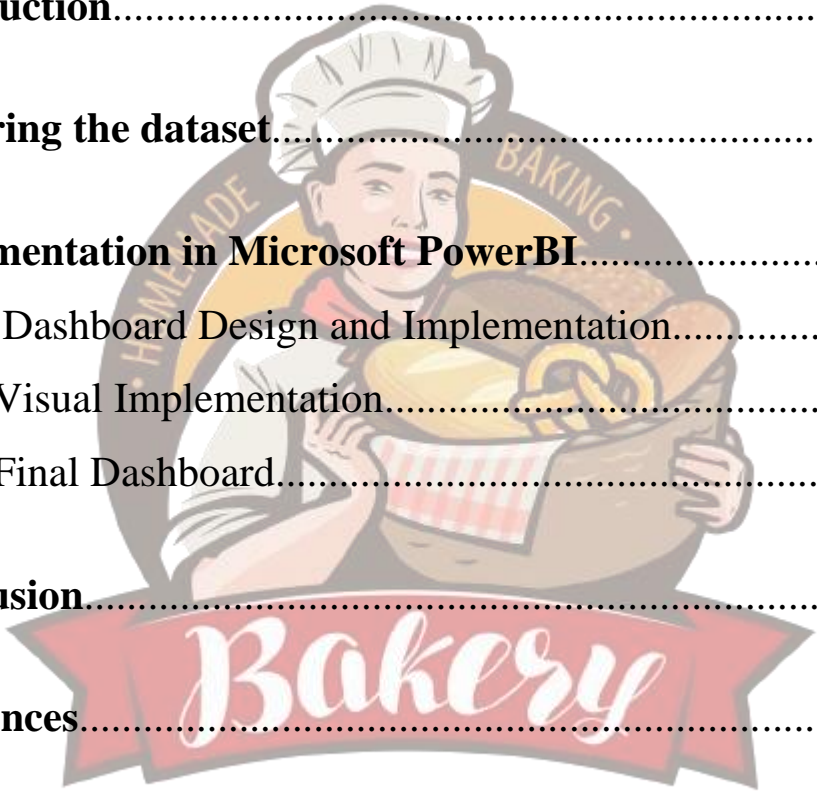 uction................................................................
ring the dataset................................................
mentation in Microsoft PowerBI.....................
Dashboard Design and Implementation.............
Visual Implementation.......................................
Final Dashboard.................................................
usion..................................................................
nces...................................................................
• HOMEMADE BAKING •
Bakery